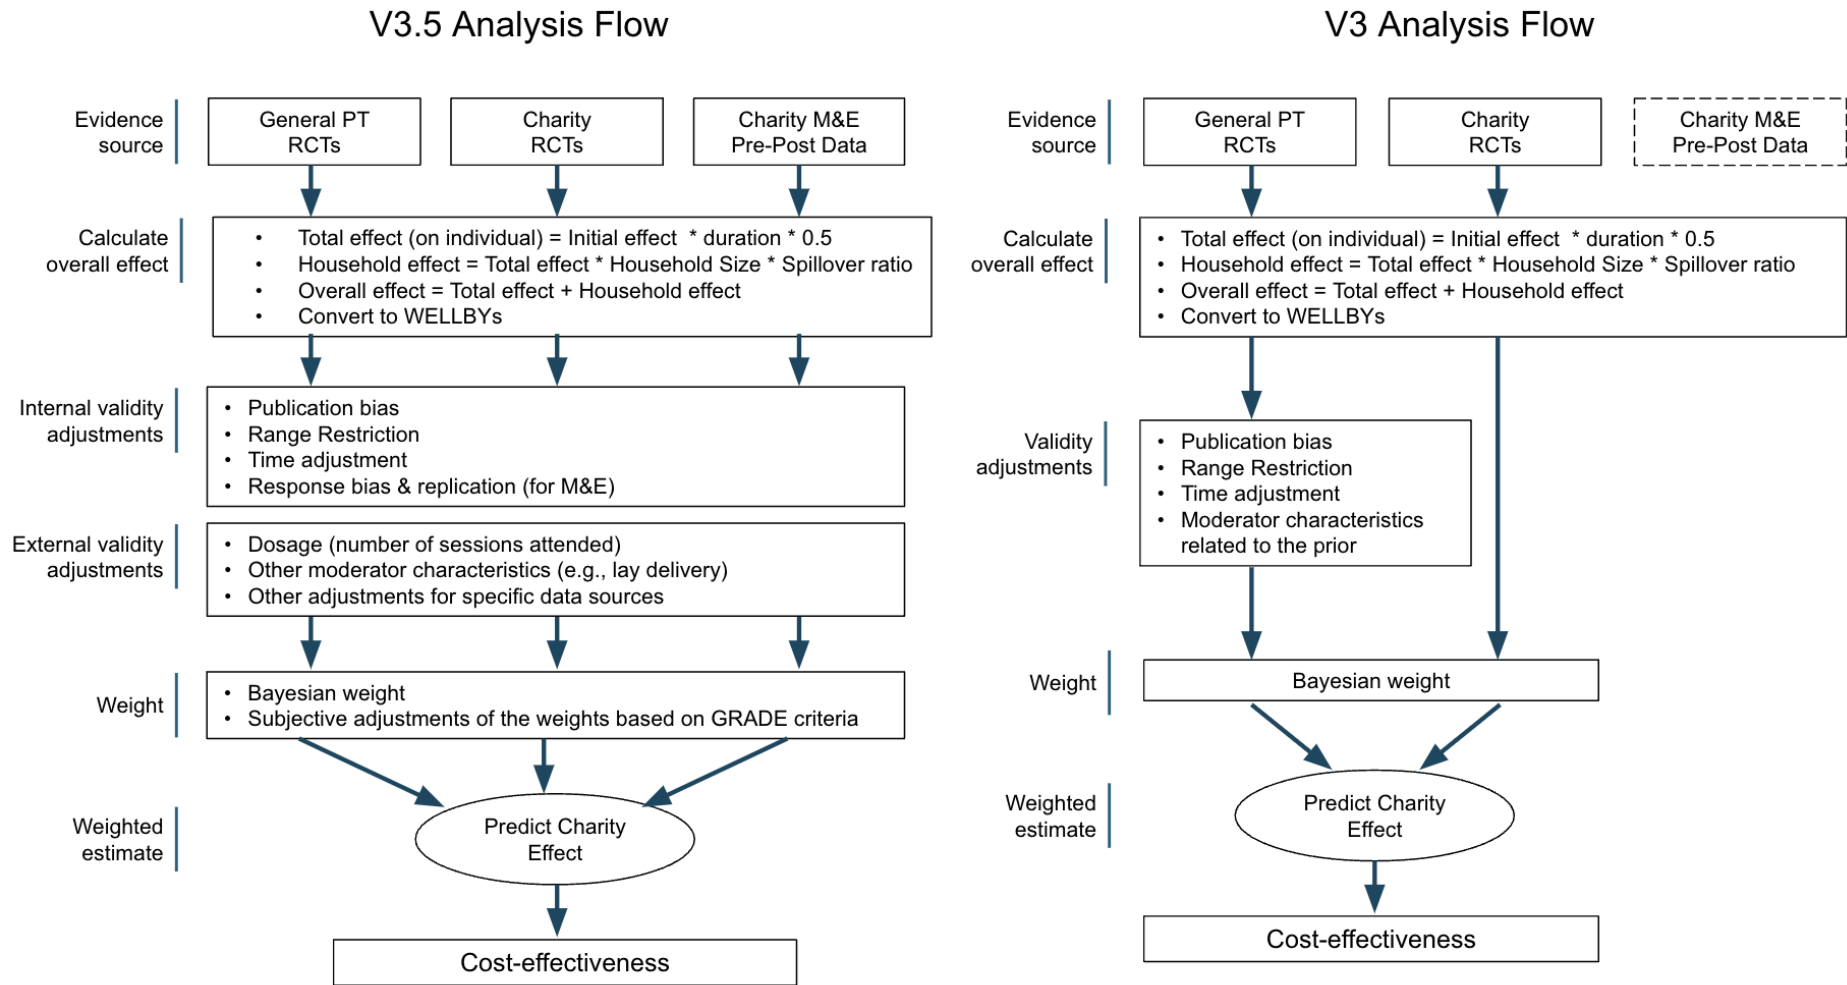 V3.5 Analysis Flow
Evidence
source
General PT
RCTs
Charity
RCTs
Charity M&E
Pre-Post Data
Calculate
overall effect
• Total effect (on individual) = Initial effect * duration * 0.5
• Household effect = Total effect * Household Size * Spillover ratio
• Overall effect = Total effect + Household effect
• Convert to WELLBYs
Internal validity
adjustments
• Publication bias
• Range Restriction
• Time adjustment
• Response bias & replication (for M&E)
External validity
adjustments
• Dosage (number of sessions attended)
• Other moderator characteristics (e.g., lay delivery)
• Other adjustments for specific data sources
Weight
• Bayesian weight
• Subjective adjustments of the weights based on GRADE criteria
Weighted
estimate
Predict Charity
Effect
Cost-effectiveness
V3 Analysis Flow
Evidence
source
General PT
RCTs
Charity
RCTs
Charity M&E
Pre-Post Data
Calculate
overall effect
• Total effect (on individual) = Initial effect * duration * 0.5
• Household effect = Total effect * Household Size * Spillover ratio
• Overall effect = Total effect + Household effect
• Convert to WELLBYs
Validity
adjustments
• Publication bias
• Range Restriction
• Time adjustment
• Moderator characteristics
related to the prior
Weight
Bayesian weight
Weighted
estimate
Predict Charity
Effect
Cost-effectiveness